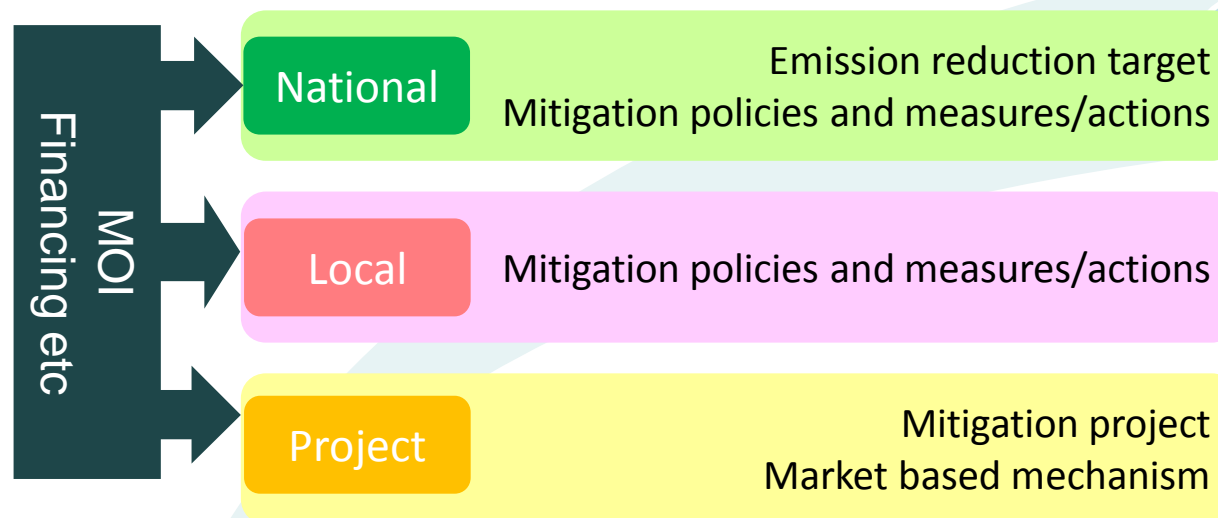 MOI
Financing etc
National
Emission reduction target
Mitigation policies and measures/actions
Local
Mitigation policies and measures/actions
Project
Mitigation project
Market based mechanism